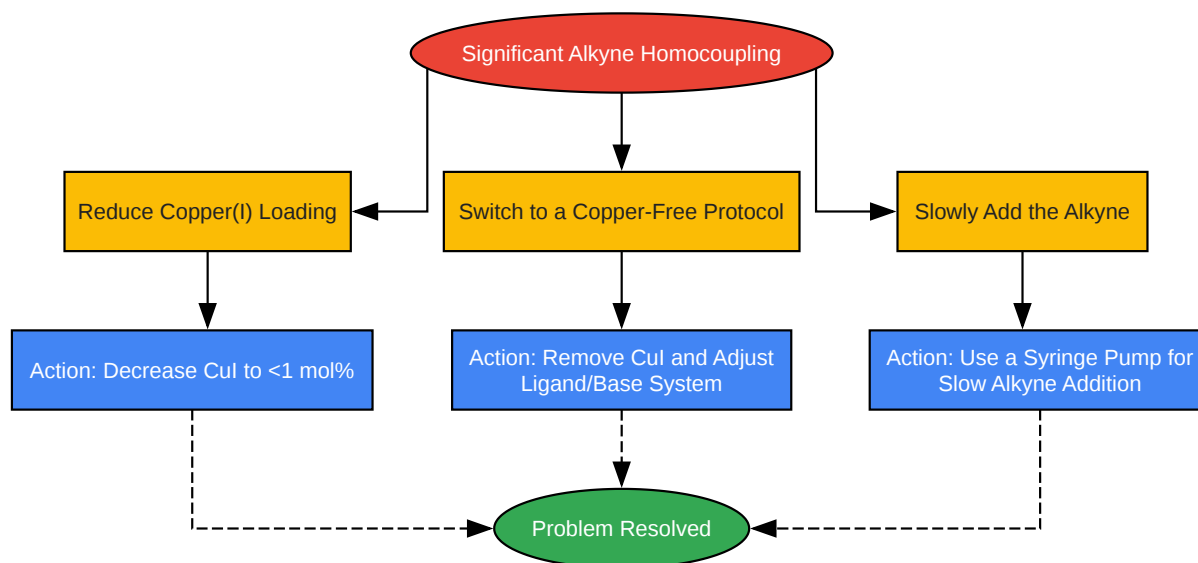 Significant Alkyne Homocoupling
Reduce Copper(I) Loading
Switch to a Copper-Free Protocol
Slowly Add the Alkyne
Action: Decrease CuI to <1 mol%
Action: Remove CuI and Adjust
Ligand/Base System
Action: Use a Syringe Pump for
Slow Alkyne Addition
Problem Resolved